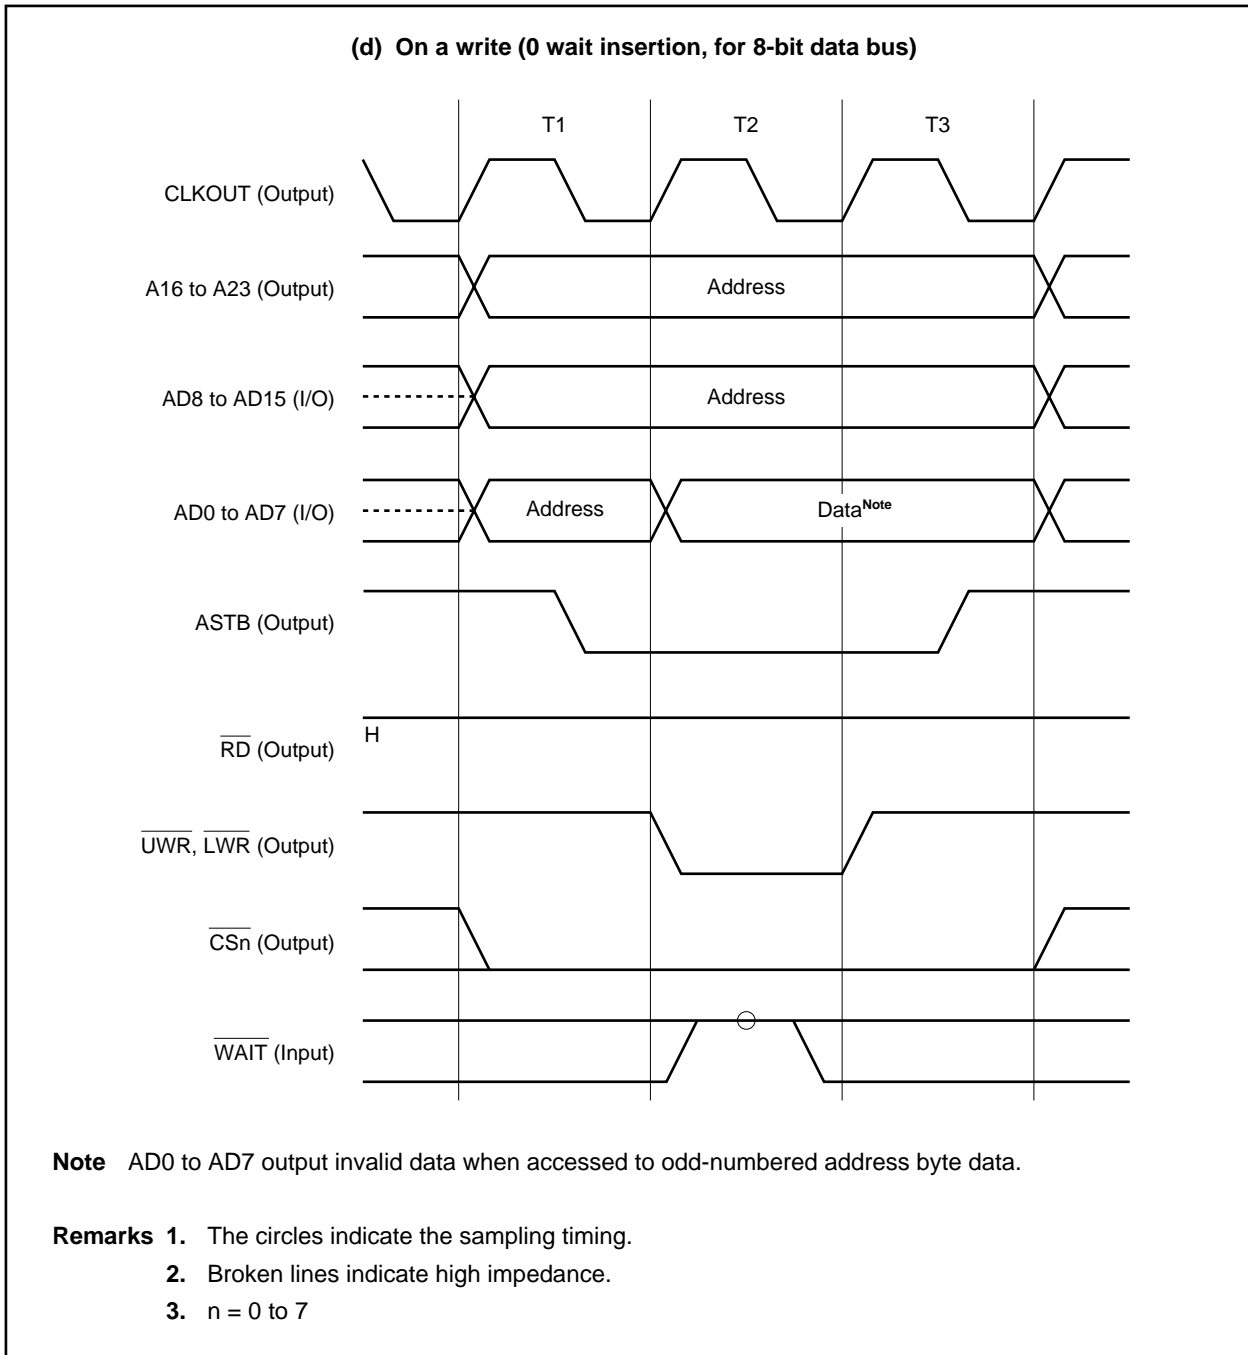 (d) On a write (0 wait insertion, for 8-bit data bus)
T1 T2 T3
CLKOUT (Output)
A16 to A23 (Output) Address
AD8 to AD15 (I/O) Address
AD0 to AD7 (I/O) Address DataNote
ASTB (Output)
H
RD (Output)
UWR, LWR (Output)
CSn (Output)
WAIT (Input)
Note AD0 to AD7 output invalid data when accessed to odd-numbered address byte data.
Remarks 1. The circles indicate the sampling timing.
2. Broken lines indicate high impedance.
3. n = 0 to 7